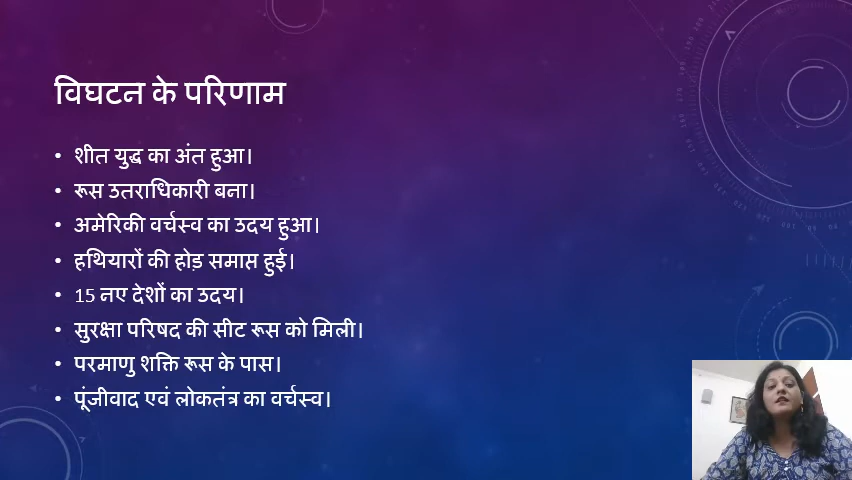 विघटन के परिणाम
• शीत युद्ध का अंत हुआ।
• रूस उतराधिकारी बना।
• अमेरिकी वर्चस्व का उदय हुआ।
• हथियारों की होड़ समाप्त हुई।
• 15 नए देशों का उदय।
• सुरक्षा परिषद की सीट रूस को मिली।
• परमाणु शक्ति रूस के पास।
• पूंजीवाद एवं लोकतंत्र का वर्चस्व।